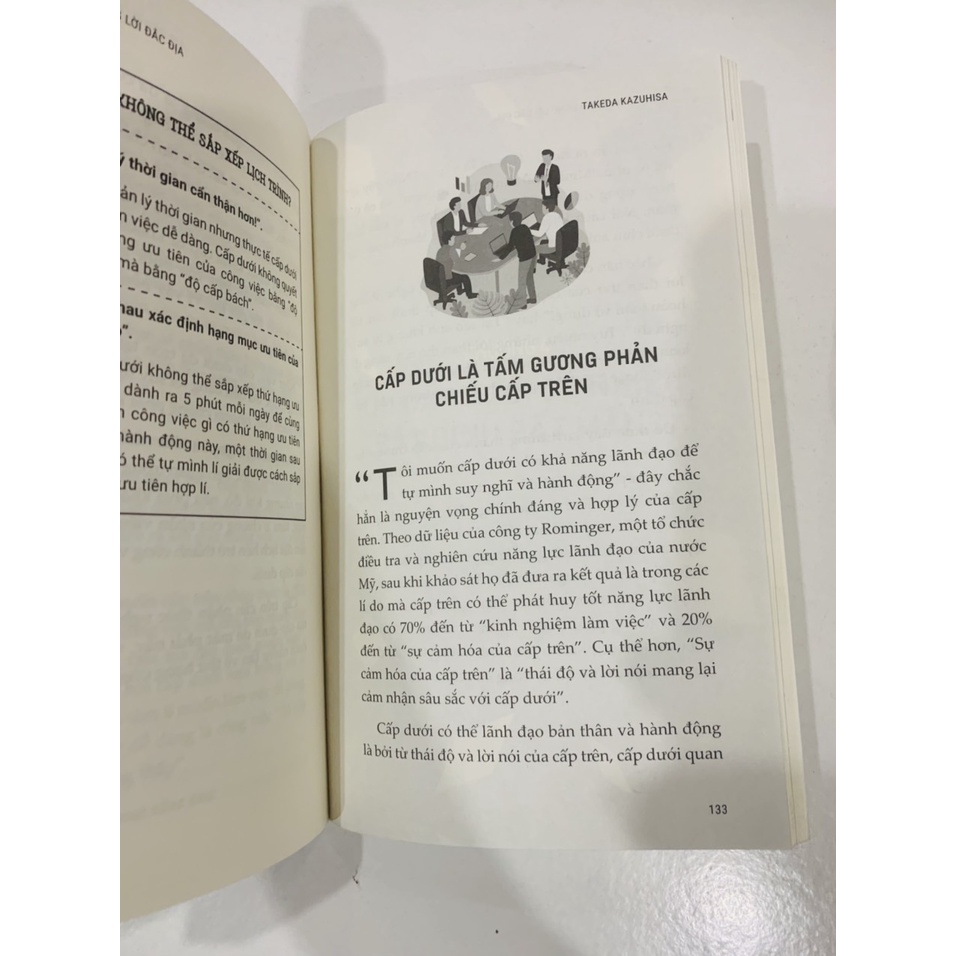 LỜI ĐẮC ĐỊA
KHÔNG THỂ SẮP XẾP LỊCH TRÌNH?
thời gian cẩn thận hơn!".
lý thời gian nhưng thực tế cấp dưới
việc dễ dàng. Cấp dưới không quyết
ưu tiên của công việc bằng "độ
mà bằng "độ cấp bách".
xác định hạng mục ưu tiên của
không thể sắp xếp thứ hạng ưu
dành ra 5 phút mỗi ngày để cùng
công việc gì có thứ hạng ưu tiên
hành động này, một thời gian sau
thể tự mình lí giải được cách sắp
ưu tiên hợp lí.
TAKEDA KAZUHISA
CẤP DƯỚI LÀ TẤM GƯƠNG PHẢN
CHIẾU CẤP TRÊN
“Tôi muốn cấp dưới có khả năng lãnh đạo để
tự mình suy nghĩ và hành động” - đây chắc
hẳn là nguyện vọng chính đáng và hợp lý của cấp
trên. Theo dữ liệu của công ty Rominger, một tổ chức
điều tra và nghiên cứu năng lực lãnh đạo của nước
Mỹ, sau khi khảo sát họ đã đưa ra kết quả là trong các
lí do mà cấp trên có thể phát huy tốt năng lực lãnh
đạo có 70% đến từ “kinh nghiệm làm việc” và 20%
đến từ “sự cảm hóa của cấp trên”. Cụ thể hơn, “Sự
cảm hóa của cấp trên” là “thái độ và lời nói mang lại
cảm nhận sâu sắc với cấp dưới”.
Cấp dưới có thể lãnh đạo bản thân và hành động
là bởi từ thái độ và lời nói của cấp trên, cấp dưới quan
133